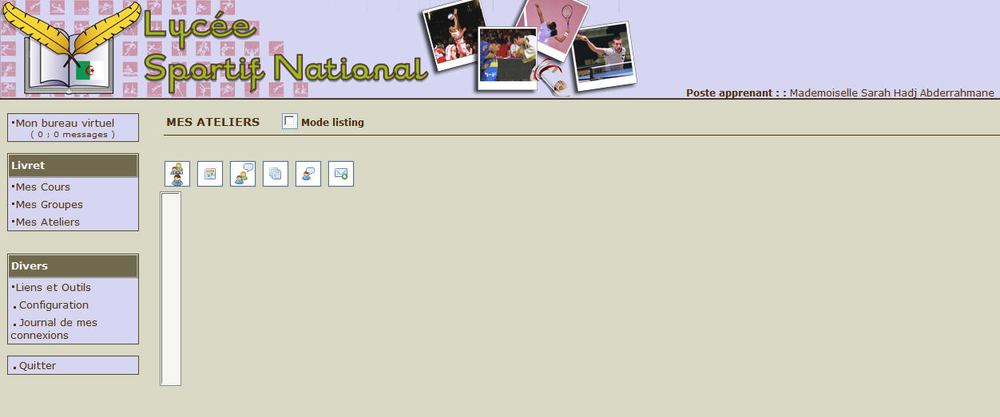 Lycée
Sportif National
Poste apprenant : : Mademoiselle Sarah Hadj Abderrahmane
·Mon bureau virtuel
( 0 ; 0 messages )
MES ATELIERS
Mode listing
Livret
·Mes Cours
·Mes Groupes
·Mes Ateliers
Divers
·Liens et Outils
. Configuration
. Journal de mes
connexions
. Quitter